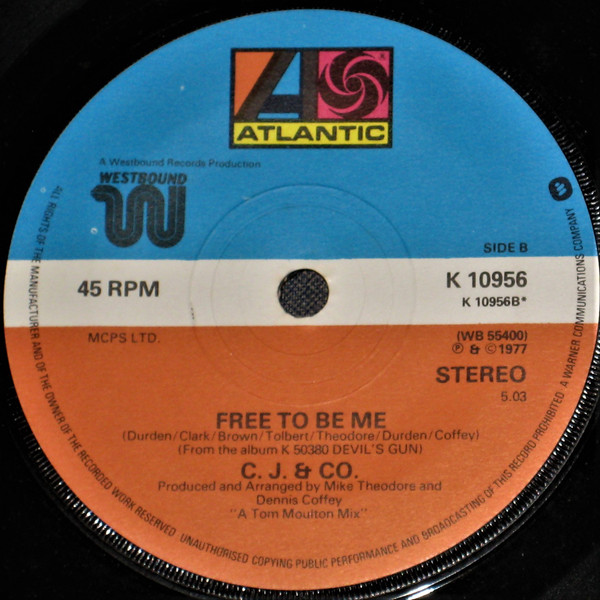 ATLANTIC
A Westbound Records Production
WESTBOUND
SIDE B
45 RPM
K 10956
K 10956B*
MCPS LTD.
(WB 55400)
℗ & © 1977
STEREO
5.03
FREE TO BE ME
(Durden/Clark/Brown/Tolbert/Theodore/Durden/Coffey)
(From the album K 50380 DEVIL'S GUN)
C. J. & CO.
Produced and Arranged by Mike Theodore and
Dennis Coffey
"A Tom Moulton Mix"
ALL RIGHTS OF THE MANUFACTURER AND OF THE OWNER OF THE RECORDED WORK RESERVED UNAUTHORISED COPYING PUBLIC PERFORMANCE AND BROADCASTING OF THIS RECORD PROHIBITED A WARNER COMMUNICATIONS COMPANY